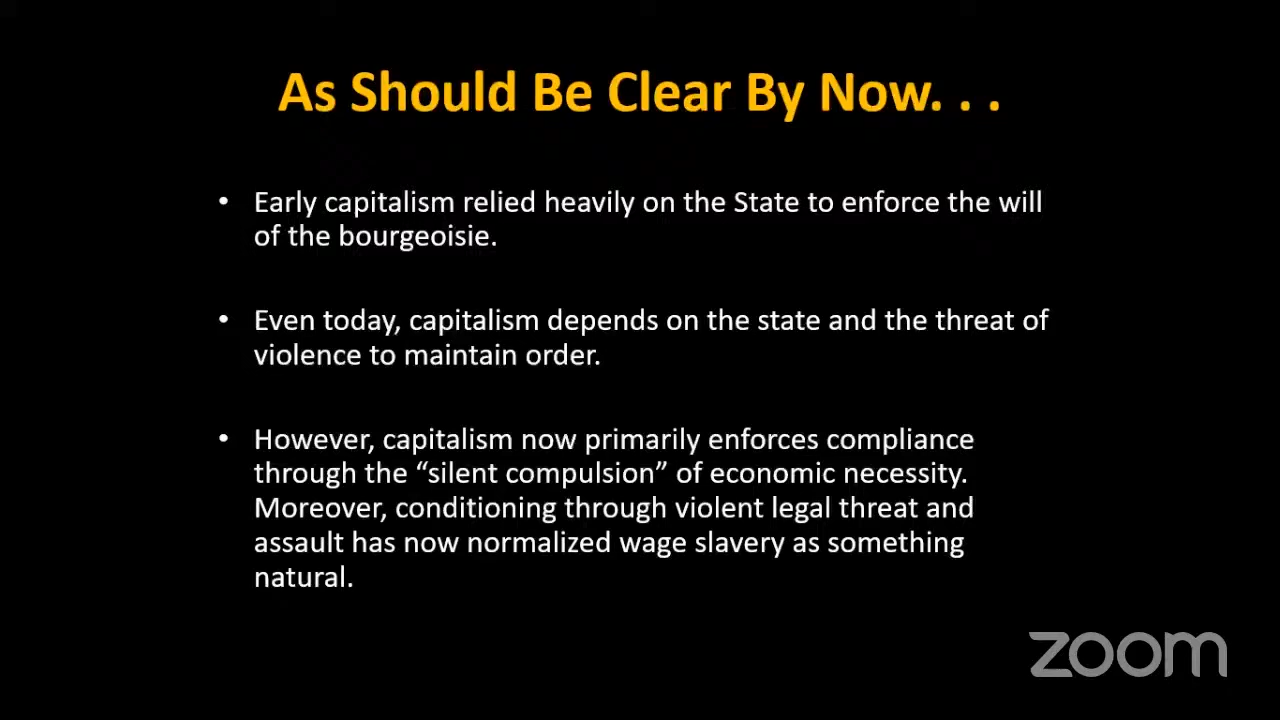 As Should Be Clear By Now. . .
• Early capitalism relied heavily on the State to enforce the will
of the bourgeoisie.
• Even today, capitalism depends on the state and the threat of
violence to maintain order.
• However, capitalism now primarily enforces compliance
through the “silent compulsion” of economic necessity.
Moreover, conditioning through violent legal threat and
assault has now normalized wage slavery as something
natural.
zoom